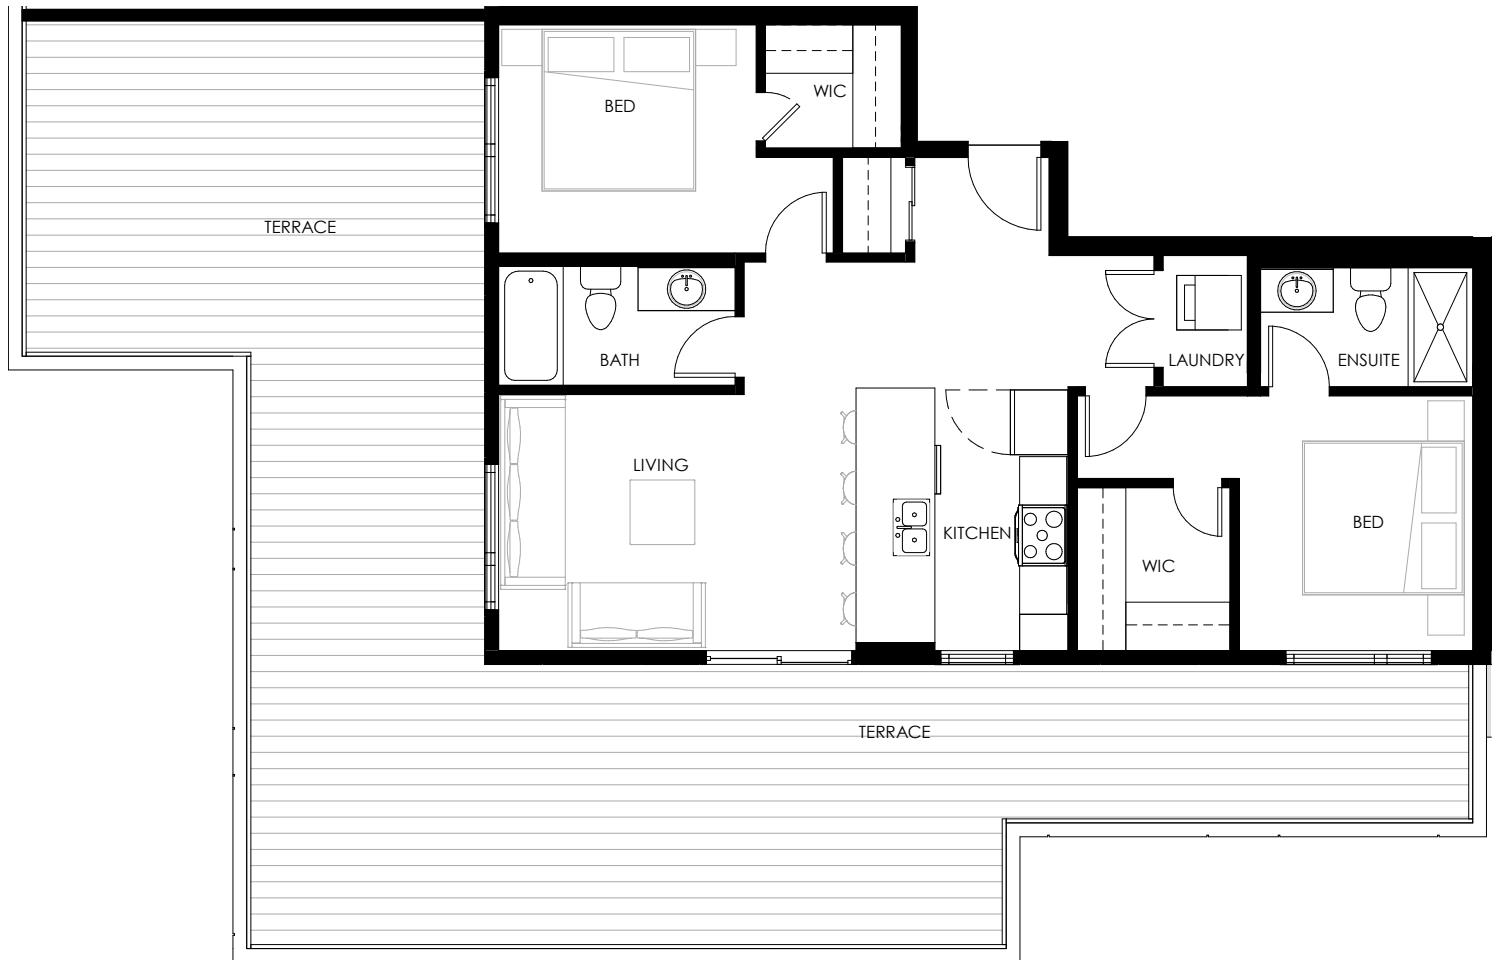 WIC
BED
TERRACE
BATH
LAUNDRY
ENSUITE
LIVING
BED
KITCHEN
WIC
TERRACE